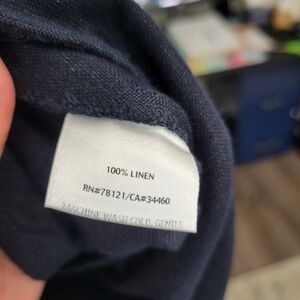 100% LINEN
RN#78121/CA#34460
MACHINE WASH COLD, GENTLE